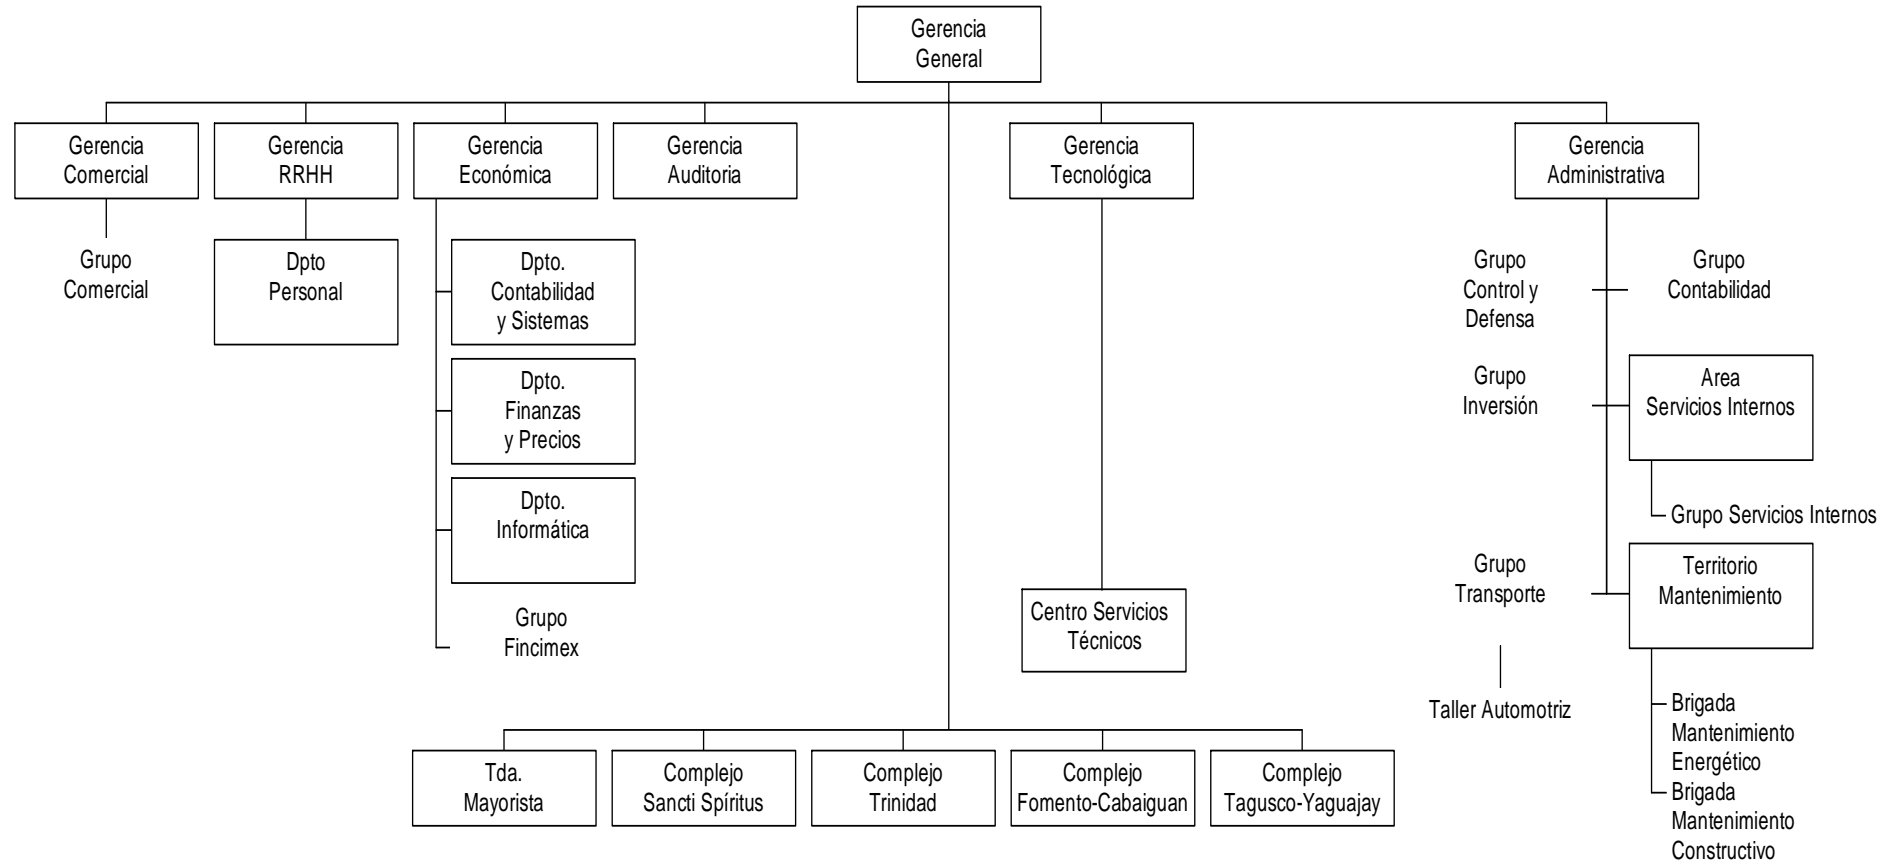 Gerencia
General
Gerencia
Comercial
Gerencia
RRHH
Gerencia
Económica
Gerencia
Auditoria
Gerencia
Tecnológica
Gerencia
Administrativa
Grupo
Comercial
Dpto
Personal
Dpto.
Contabilidad
y Sistemas
Dpto.
Finanzas
y Precios
Dpto.
Informática
Grupo
Fincimex
Centro Servicios
Técnicos
Grupo
Control y
Defensa
Grupo
Contabilidad
Grupo
Inversión
Area
Servicios Internos
Grupo Servicios Internos
Grupo
Transporte
Territorio
Mantenimiento
Taller Automotriz
Brigada
Mantenimiento
Energético
Brigada
Mantenimiento
Constructivo
Tda.
Mayorista
Complejo
Sancti Spíritus
Complejo
Trinidad
Complejo
Fomento-Cabaiguan
Complejo
Tagusco-Yaguajay